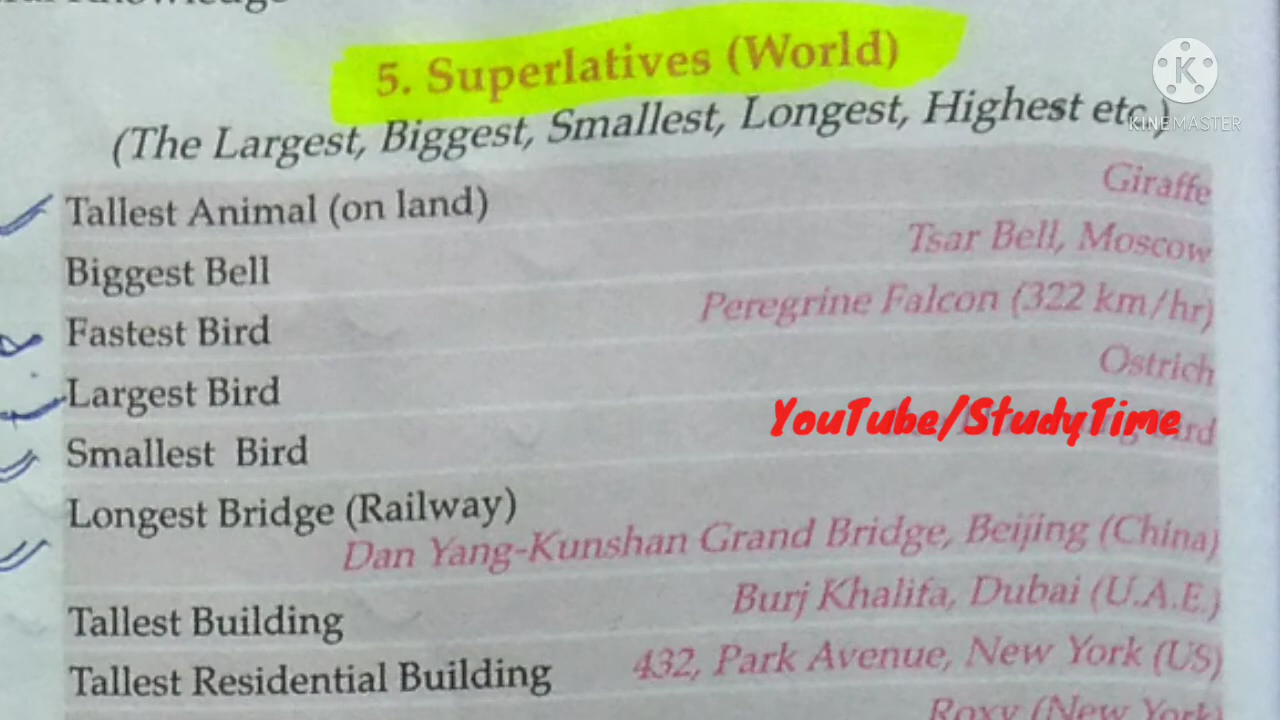 5. Superlatives (World)
(The Largest, Biggest, Smallest, Longest, Highest etc.)
K
KINEMASTER
Tallest Animal (on land) Giraffe
Biggest Bell Tsar Bell, Moscow
Fastest Bird Peregrine Falcon (322 km/hr)
Largest Bird Ostrich
YouTube/StudyTime
Smallest Bird
Longest Bridge (Railway)
Dan Yang-Kunshan Grand Bridge, Beijing (China)
Tallest Building Burj Khalifa, Dubai (U.A.E.)
Tallest Residential Building 432, Park Avenue, New York (US)
Roxy (New York)